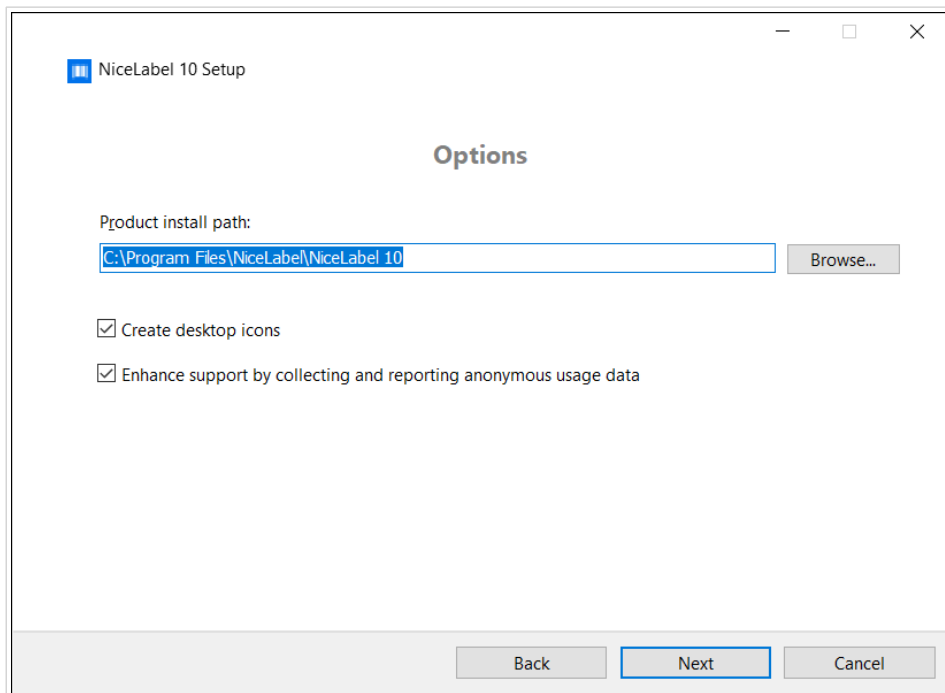 NiceLabel 10 Setup
Options
Product install path:
C:\Program Files\NiceLabel\NiceLabel 10
Browse...
Create desktop icons
Enhance support by collecting and reporting anonymous usage data
Back
Next
Cancel